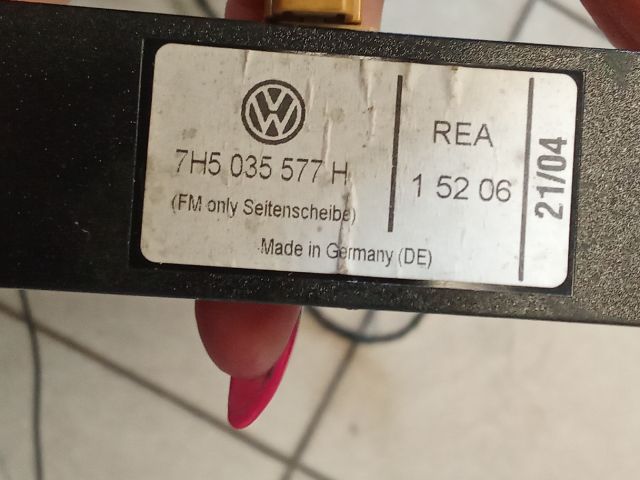 7H5 035 577 H
(FM only Seitenscheibe)
Made in Germany (DE)
REA
1 52 06
21/04